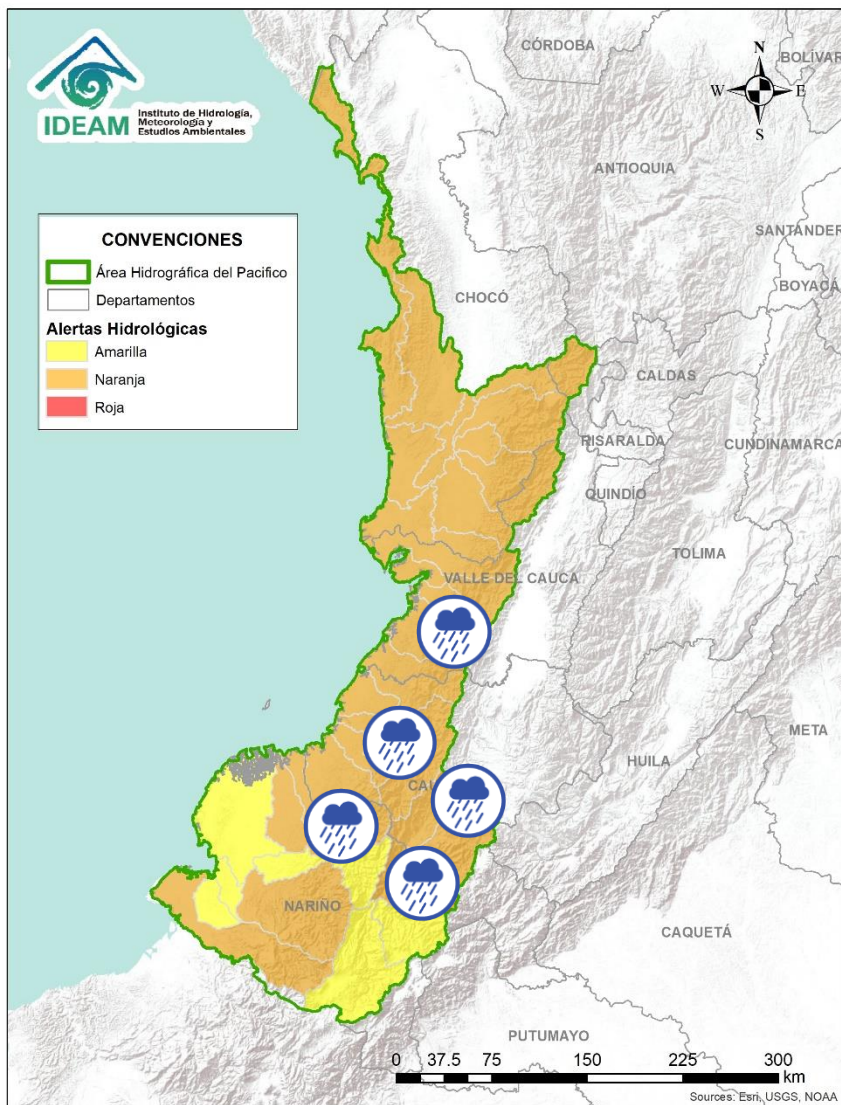 IDEAM
Instituto de Hidrología,
Meteorología y
Estudios Ambientales
CÓRDOBA
BOLÍVAR
N
W
E
S
ANTIOQUIA
SANTANDER
BOYACÁ
CONVENCIONES
Área Hidrográfica del Pacifico
Departamentos
Alertas Hidrológicas
Amarilla
Naranja
Roja
CHOCÓ
CALDAS
RISARALDA
CUNDINAMARCA
QUINDÍO
TOLIMA
VALLE DEL CAUCA
META
HUILA
CAU
NARIÑO
CAQUETÁ
PUTUMAYO
0 37.5 75 150 225 300
km
Sources: Esri, USGS, NOAA